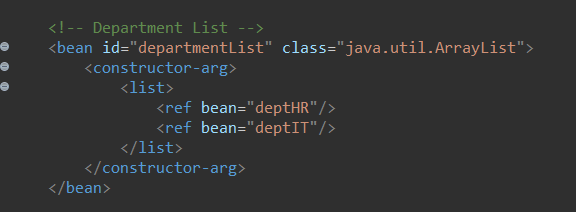 <!-- Department List -->
<bean id="departmentList" class="java.util.ArrayList">
    <constructor-arg>
        <list>
            <ref bean="deptHR"/>
            <ref bean="deptIT"/>
        </list>
    </constructor-arg>
</bean>